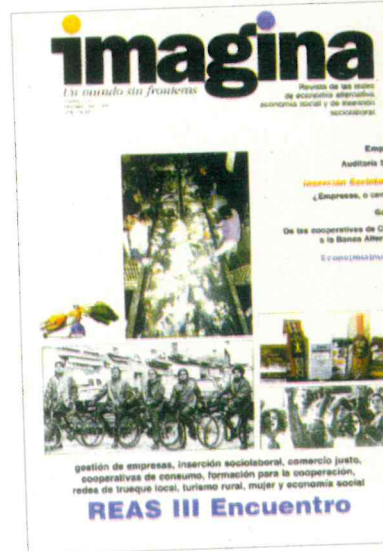 imagina
Un mundo sin fronteras
Revista de las redes
de economía alternativa,
economía social y de inserción
sociolaboral
Emp
Auditoría S
Inserción Sociola
¿Empresas, o cen
De las cooperativas de C
a la Banca Alter
gestión de empresas, inserción sociolaboral, comercio justo,
cooperativas de consumo, formación para la cooperación,
redes de trueque local, turismo rural, mujer y economía social
REAS III Encuentro